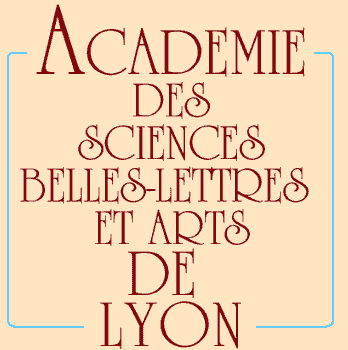 ACADEMIE
DES
SCIENCES
BELLES-LETTRES
ET ARTS
DE
LYON